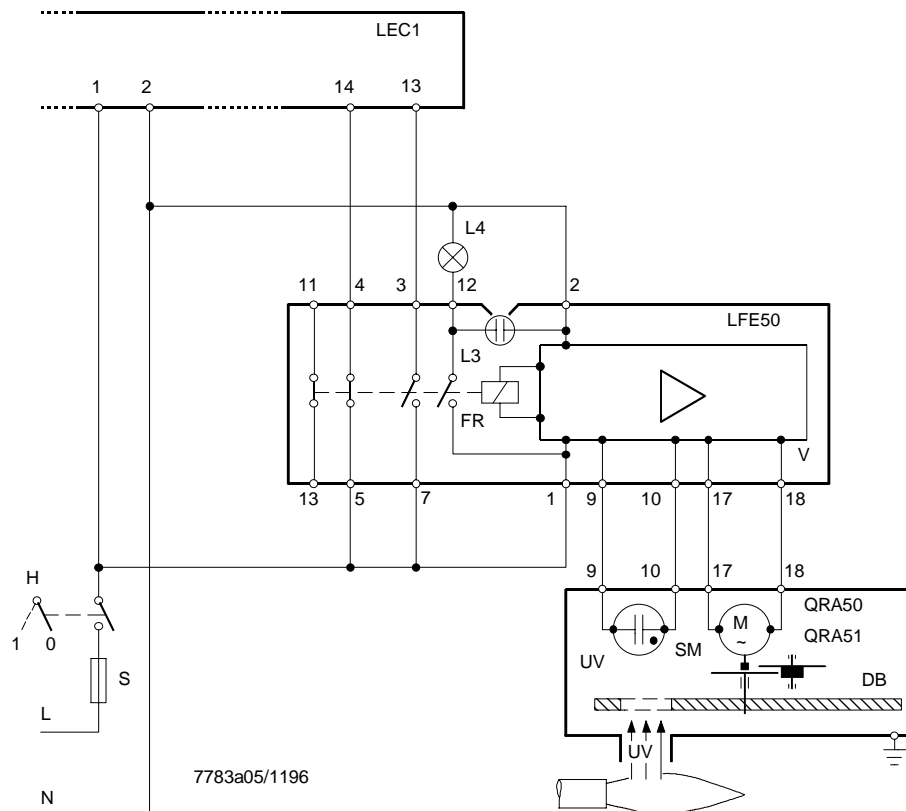 LEC1
1 2 14 13
L4
11 4 3 12 2
LFE50
L3
FR
V
13 5 7 1 9 10 17 18
9 10 17 18
H
QRA50
1 0
M
~
QRA51
UV
SM
S
DB
L
UV
7783a05/1196
N